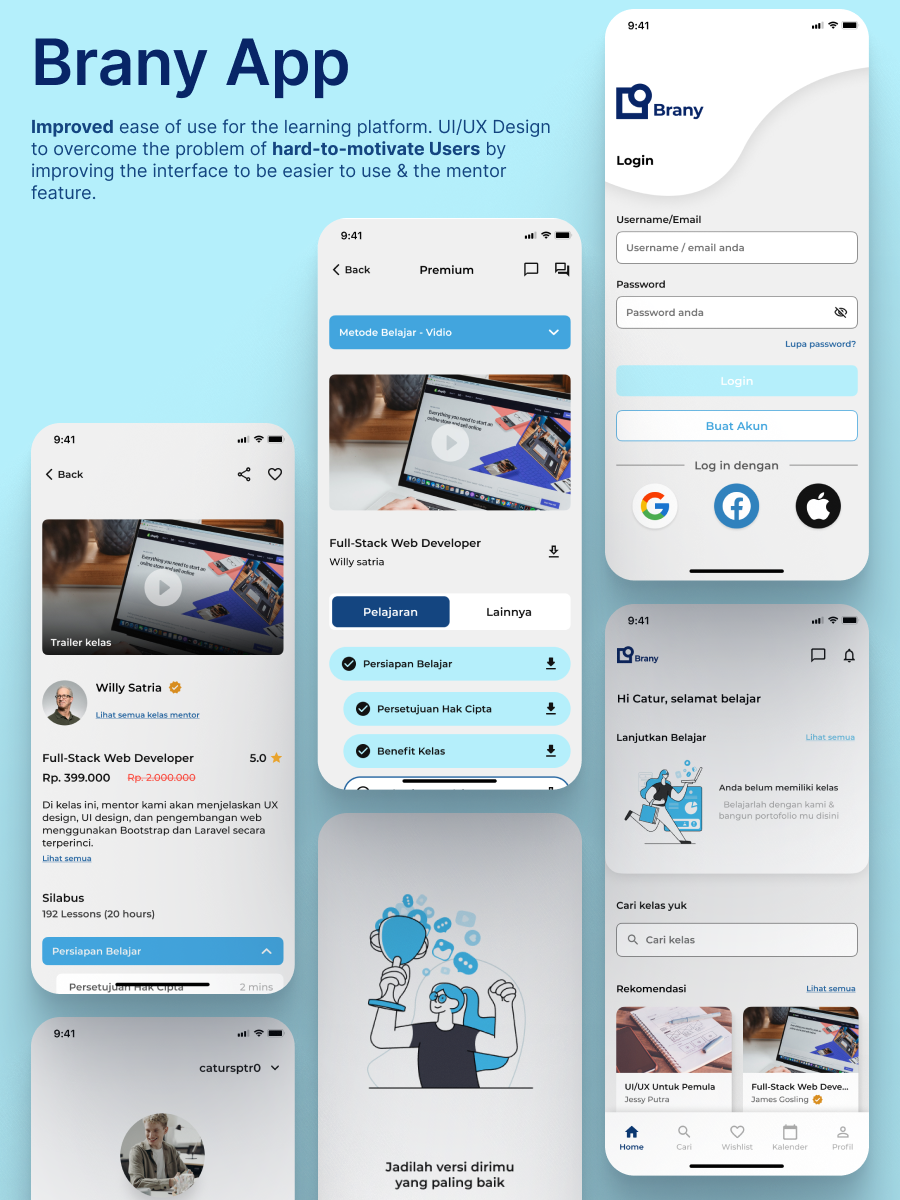 Brany App
Improved ease of use for the learning platform. UI/UX Design
to overcome the problem of hard-to-motivate Users by
improving the interface to be easier to use & the mentor
feature.
9:41
Brany
Login
Username/Email
Username / email anda
Password
Password anda
Lupa password?
Login
Buat Akun
Log in dengan
9:41
Back
Premium
Metode Belajar - Vidio
Everything you need to start an
online store and sell online
Full-Stack Web Developer
Willy satria
Pelajaran
Lainnya
Persiapan Belajar
Persetujuan Hak Cipta
Benefit Kelas
9:41
Back
Everything you need to start an
online store and sell online
Trailer kelas
Willy Satria
Lihat semua kelas mentor
Full-Stack Web Developer
5.0
Rp. 399.000
Rp. 2.000.000
Di kelas ini, mentor kami akan menjelaskan UX
design, UI design, dan pengembangan web
menggunakan Bootstrap dan Laravel secara
terperinci.
Lihat semua
Silabus
192 Lessons (20 hours)
Persiapan Belajar
Persetujuan Hak Cipta
2 mins
9:41
Brany
Hi Catur, selamat belajar
Lanjutkan Belajar
Lihat semua
Anda belum memiliki kelas
Belajarlah dengan kami &
bangun portofolio mu disini
Cari kelas yuk
Cari kelas
Rekomendasi
Lihat semua
UI/UX Untuk Pemula
Jessy Putra
Full-Stack Web Deve...
James Gosling
Home
Cari
Wishlist
Kalender
Profil
9:41
catursptr0
Jadilah versi dirimu
yang paling baik